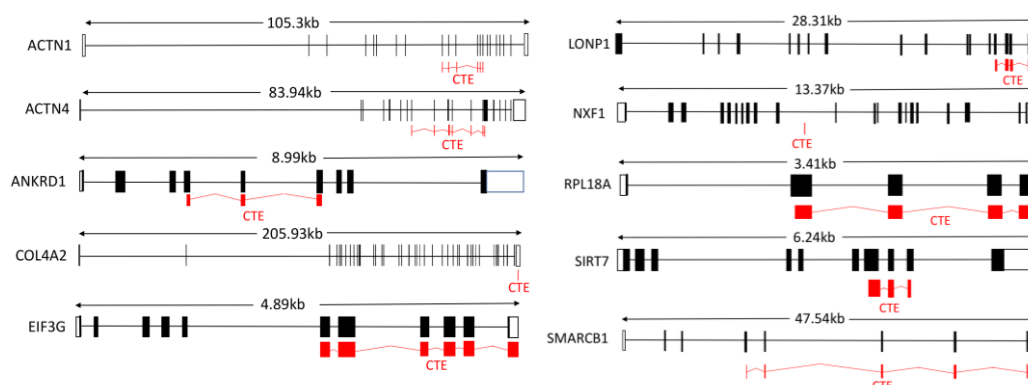 105.3kb
ACTN1
CTE
83.94kb
ACTN4
CTE
8.99kb
ANKRD1
CTE
205.93kb
COL4A2
CTE
4.89kb
EIF3G
CTE
28.31kb
LONP1
CTE
13.37kb
NXF1
CTE
3.41kb
RPL18A
CTE
6.24kb
SIRT7
CTE
47.54kb
SMARCB1
CTE